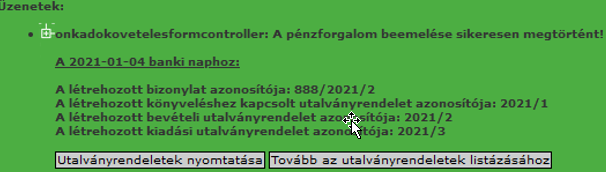 Üzenetek:
onkadokovetelesformcontroller: A pénzforgalom beemelése sikeresen megtörtént!
A 2021-01-04 banki naphoz:
A létrehozott bizonylat azonosítója: 888/2021/2
A létrehozott könyveléshez kapcsolt utalványrendelet azonosítója: 2021/1
A létrehozott bevételi utalványrendelet azonosítója: 2021/2
A létrehozott kiadási utalványrendelet azonosítója: 2021/3
Utalványrendeletek nyomtatása Tovább az utalványrendeletek listázásához